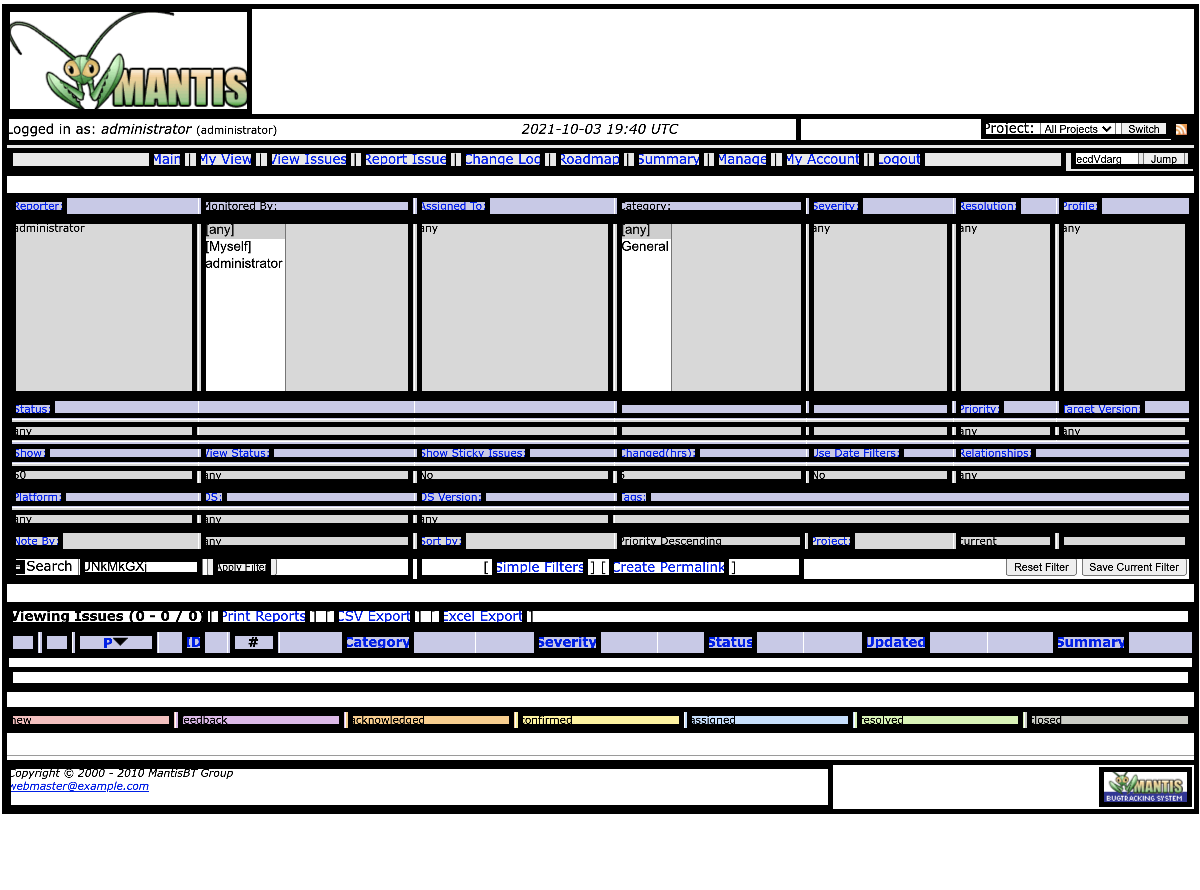 MANTIS
Logged in as: administrator (administrator) 2021-10-03 19:40 UTC Project: All Projects Switch
Main | My View | View Issues | Report Issue | Change Log | Roadmap | Summary | Manage | My Account | Logout ecdVdarg Jump
Reporter: Monitored By: Assigned To: Category: Severity: Resolution: Profile:
administrator [any] any [any] any any any
[Myself] General
administrator
Status: Priority: Target Version:
any any any
Show: View Status: Show Sticky Issues: Changed(hrs): Use Date Filters: Relationships:
50 any No 6 No any
Platform: OS: OS Version: Tags:
any any any
Note By: any Sort by: Priority Descending Project: current
Search JNkMkGXj Apply Filter [ Simple Filters ] [ Create Permalink ] Reset Filter Save Current Filter
Viewing Issues (0 - 0 / 0) [ Print Reports ] [ CSV Export ] [ Excel Export ]
P ID # Category Severity Status Updated Summary
new feedback acknowledged confirmed assigned resolved closed
Copyright © 2000 - 2010 MantisBT Group
webmaster@example.com
MANTIS
BUGTRACKING SYSTEM